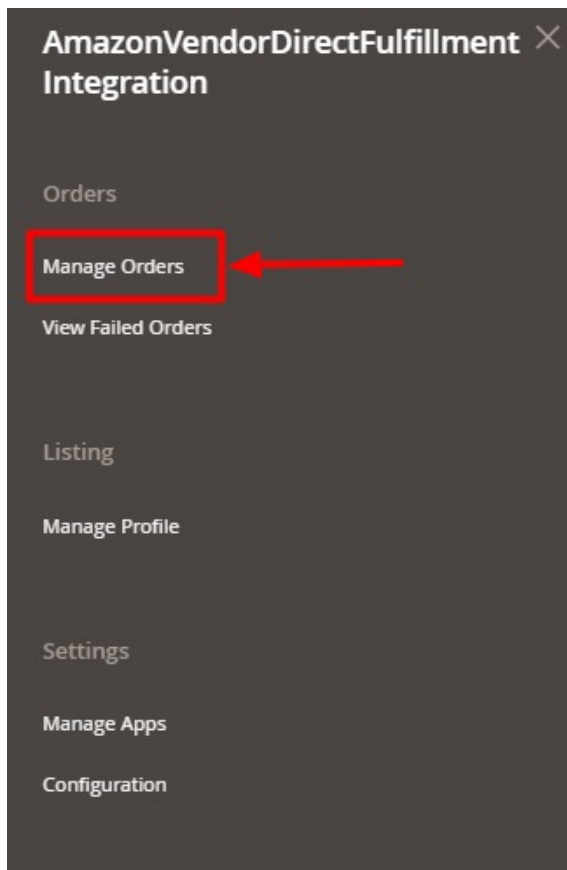 AmazonVendorDirectFulfillment
Integration
Orders
Manage Orders
View Failed Orders
Listing
Manage Profile
Settings
Manage Apps
Configuration